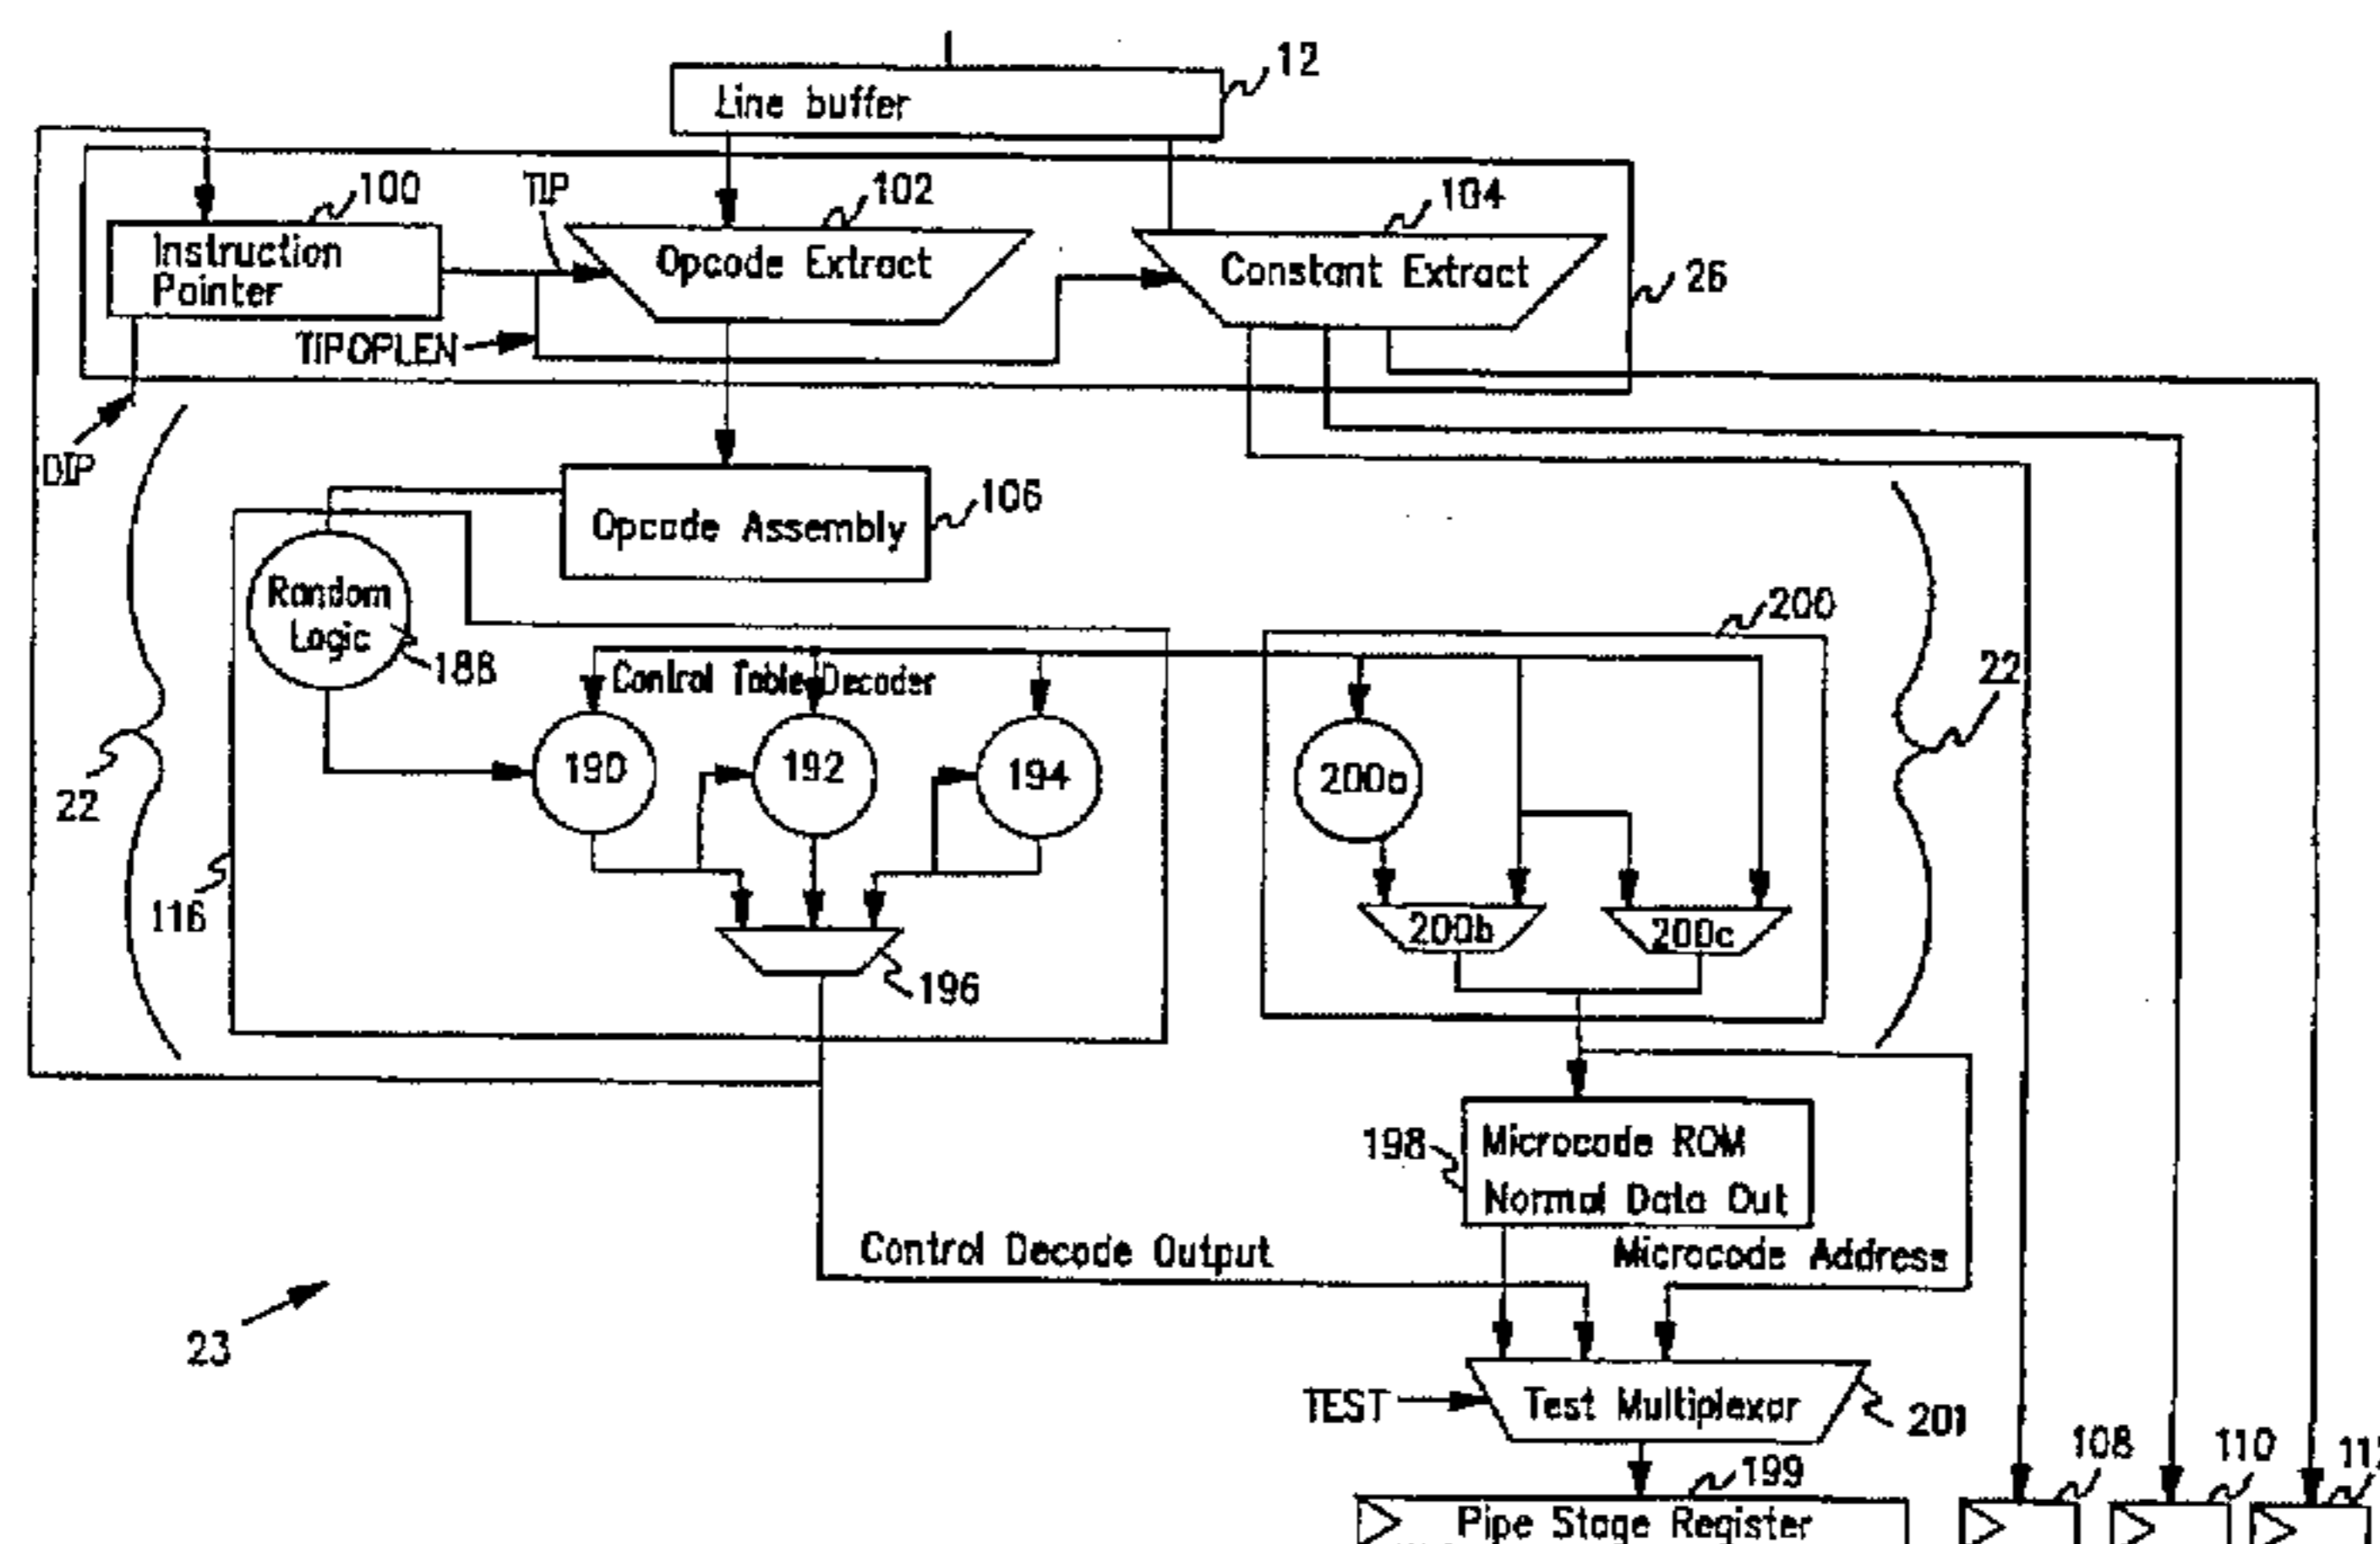 12
Line buffer
100
TIP
102
104
Instruction
Pointer
Opcode Extract
Constant Extract
26
TIPOPLEN
DIP
106
Opcode Assembly
Random
Logic
188
200
22
Control Table Decoder
190
192
194
200a
22
116
200b
200c
196
198
Microcode ROM
Normal Data Out
Control Decode Output
Microcode Address
23
TEST
Test Multiplexor
201
108
110
199
Pipe Stage Register